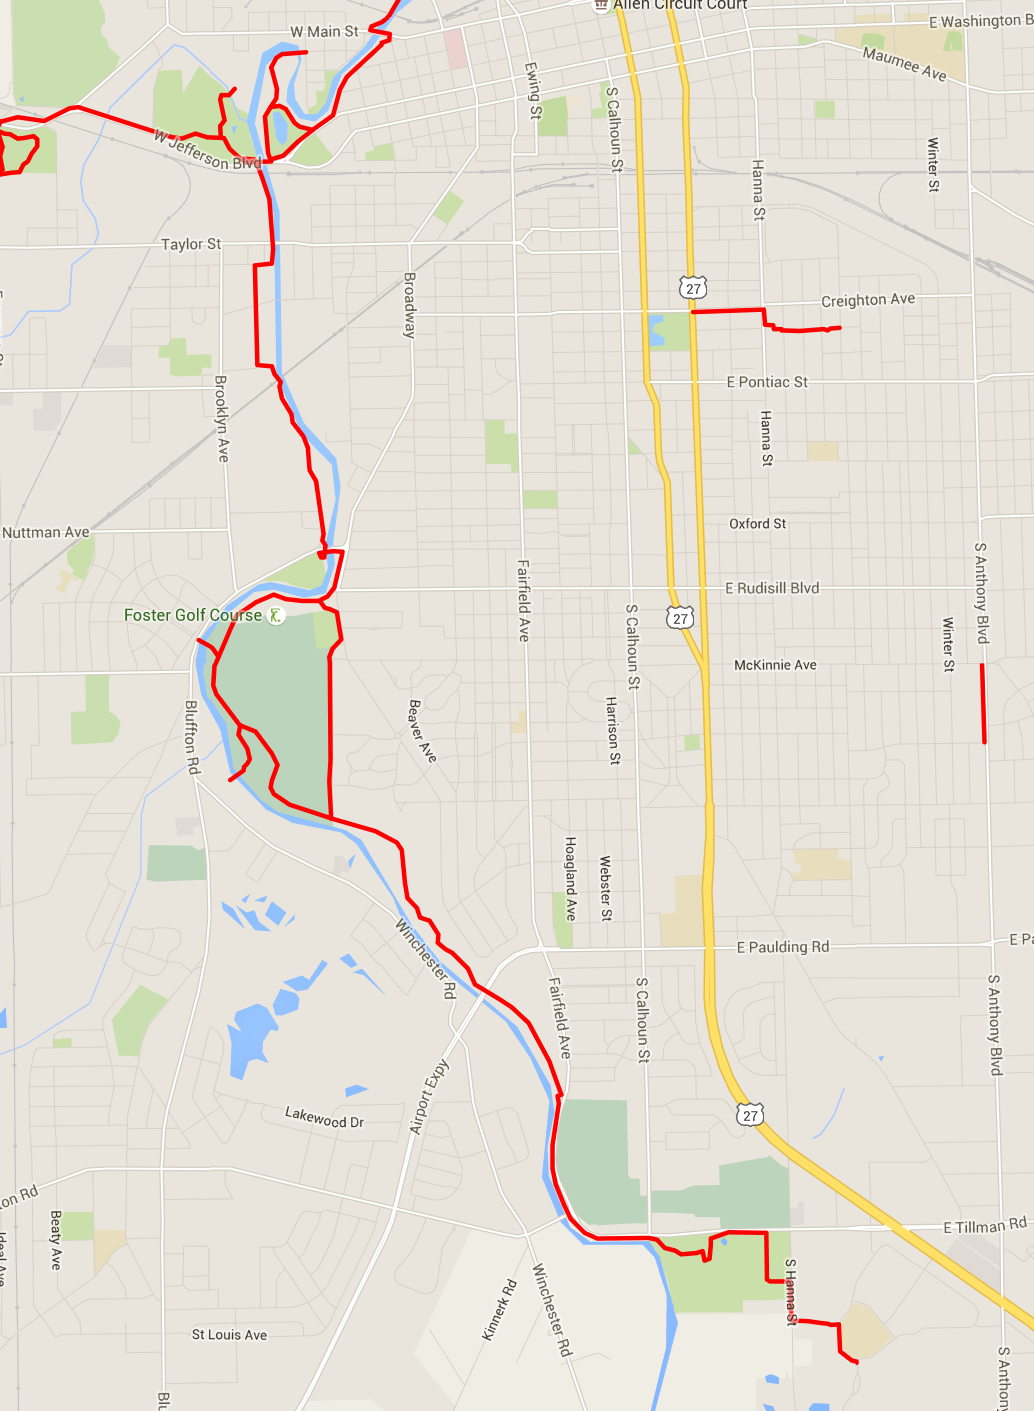 Allen Circuit Court
W Main St
E Washington B
Maumee Ave
Ewing St
S Calhoun St
W Jefferson Blvd
Hanna St
Winter St
Taylor St
Broadway
27
Creighton Ave
Brooklyn Ave
E Pontiac St
Hanna St
Nuttman Ave
Oxford St
S Anthony Blvd
Fairfield Ave
E Rudisill Blvd
Foster Golf Course
27
S Calhoun St
Winter St
McKinnie Ave
Bluffton Rd
Beaver Ave
Harrison St
Hoagland Ave
Webster St
Winchester Rd
E Paulding Rd
E Pa
Fairfield Ave
S Calhoun St
S Anthony Blvd
Airport Expy
Lakewood Dr
27
ton Rd
Beaty Ave
Ideal Ave
E Tillman Rd
S Hanna St
Kinnerk Rd
Winchester Rd
St Louis Ave
S Anthony
Blu